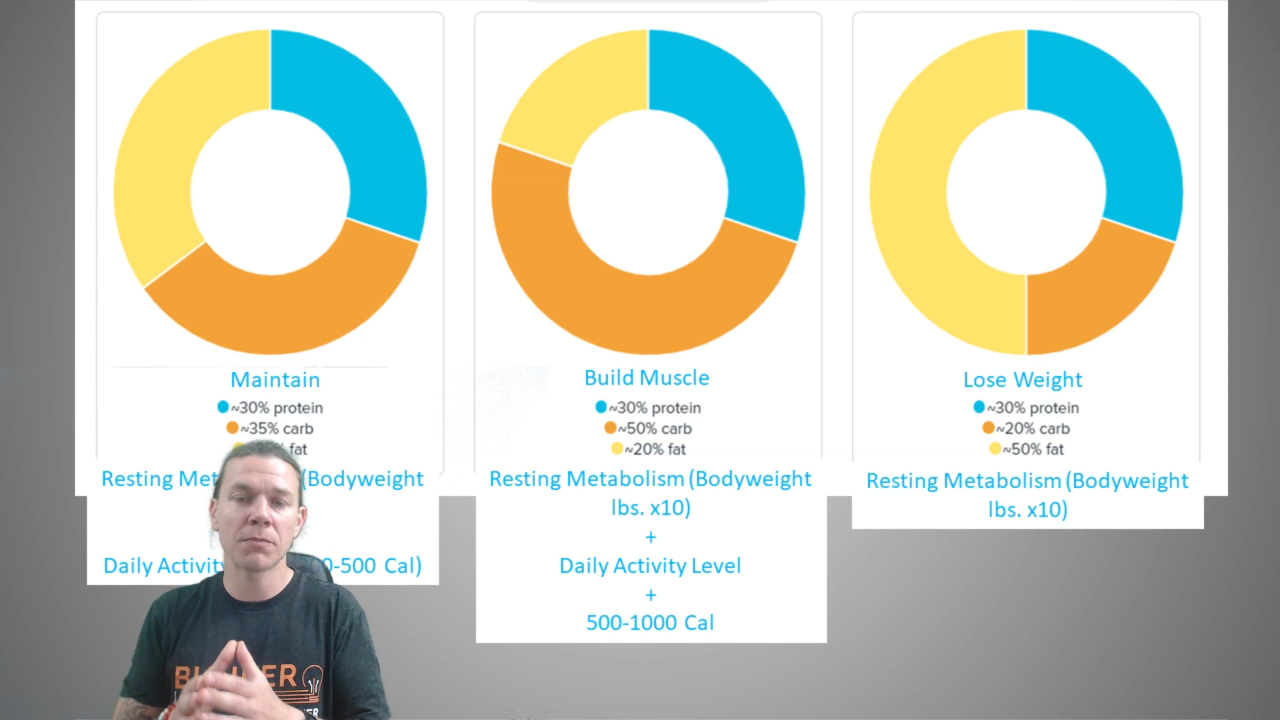 Maintain
~30% protein
~35% carb
fat
Resting (Bodyweight
Daily Activity 0-500 Cal)
Build Muscle
~30% protein
~50% carb
~20% fat
Resting Metabolism (Bodyweight
lbs. x10)
+
Daily Activity Level
+
500-1000 Cal
Lose Weight
~30% protein
~20% carb
~50% fat
Resting Metabolism (Bodyweight
lbs. x10)